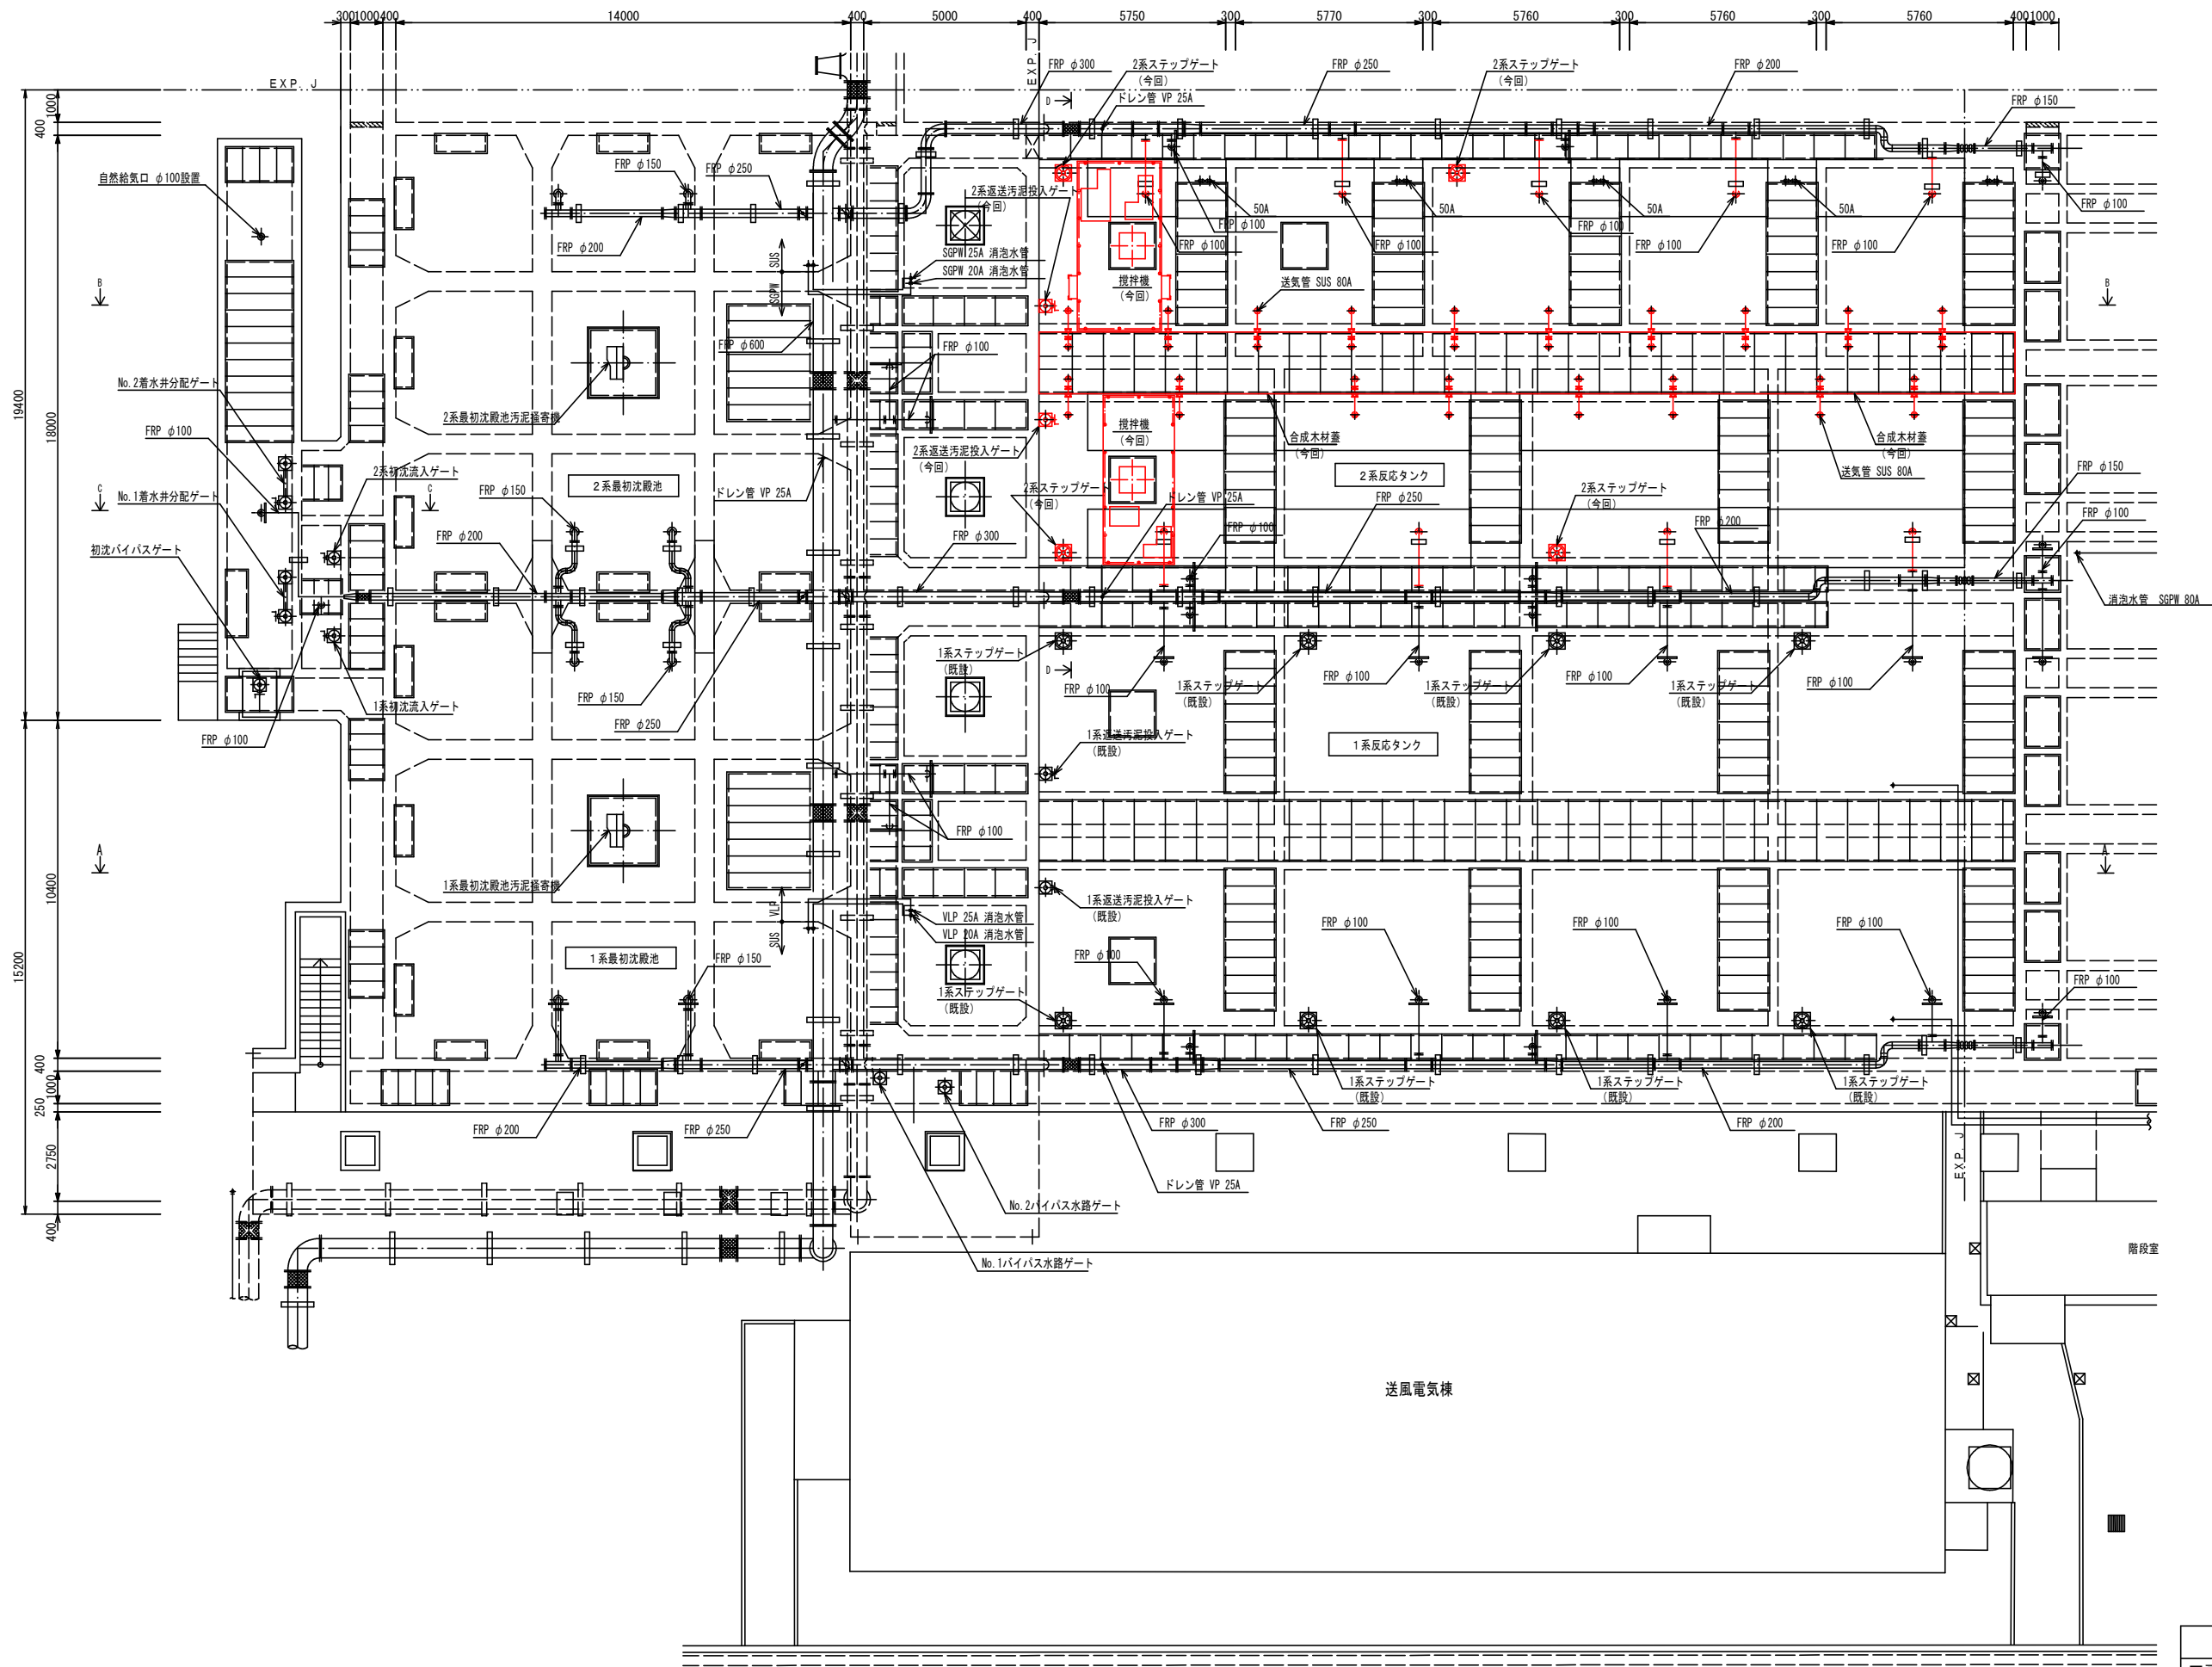 300
1000
400
14000
400
5000
400
5750
300
5770
300
5760
300
5760
300
5760
400
1000
EXP. J
EXP. J
FRP φ300
2系ステップゲート
(今回)
ドレン管 VP 25A
D
FRP φ250
2系ステップゲート
(今回)
FRP φ200
FRP φ150
1000
400
19400
18000
自然給気口 φ100設置
FRP φ150
FRP φ250
2系返送汚泥投入ゲート
(今回)
FRP φ200
SUS
SGPW
SGPW 25A 消泡水管
SGPW 20A 消泡水管
50A
FRP φ100
FRP φ100
50A
FRP φ100
50A
FRP φ100
FRP φ100
50A
FRP φ100
FRP φ100
撹拌機
(今回)
送気管 SUS 80A
B
B
FRP φ600
FRP φ100
No.2着水井分配ゲート
2系最初沈殿池汚泥掻寄機
FRP φ100
撹拌機
(今回)
合成木材蓋
(今回)
合成木材蓋
(今回)
2系返送汚泥投入ゲート
(今回)
2系初沈流入ゲート
2系反応タンク
送気管 SUS 80A
FRP φ150
No.1着水井分配ゲート
C
C
FRP φ150
2系最初沈殿池
ドレン管 VP 25A
2系ステップゲート
(今回)
ドレン管 VP 25A
FRP φ250
2系ステップゲート
(今回)
FRP φ100
FRP φ100
FRP φ200
初沈バイパスゲート
FRP φ200
FRP φ300
消泡水管 SGPW 80A
1系ステップゲート
(既設)
D
FRP φ100
1系ステップゲート
(既設)
FRP φ100
1系ステップゲート
(既設)
FRP φ100
1系ステップゲート
(既設)
FRP φ100
FRP φ150
1系初沈流入ゲート
FRP φ250
FRP φ100
1系返送汚泥投入ゲート
(既設)
1系反応タンク
FRP φ100
A
A
15200
10400
1系最初沈殿池汚泥掻寄機
VLP
SUS
VLP 25A 消泡水管
VLP 20A 消泡水管
1系返送汚泥投入ゲート
(既設)
FRP φ100
FRP φ100
FRP φ100
FRP φ100
1系最初沈殿池
FRP φ150
1系ステップゲート
(既設)
FRP φ100
400
1000
250
2750
400
1系ステップゲート
(既設)
1系ステップゲート
(既設)
1系ステップゲート
(既設)
FRP φ200
FRP φ250
FRP φ300
FRP φ250
FRP φ200
EXP. J
ドレン管 VP 25A
No.2バイパス水路ゲート
No.1バイパス水路ゲート
階段室
送風電気棟